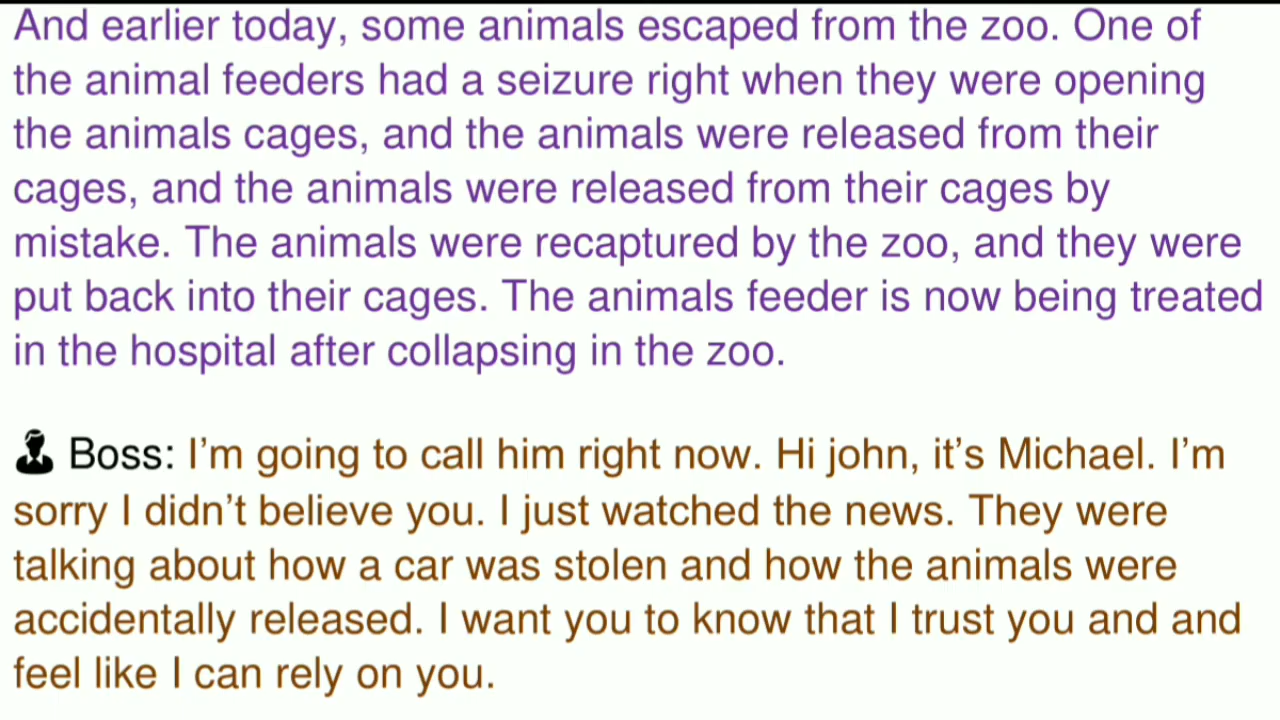 And earlier today, some animals escaped from the zoo. One of
the animal feeders had a seizure right when they were opening
the animals cages, and the animals were released from their
cages, and the animals were released from their cages by
mistake. The animals were recaptured by the zoo, and they were
put back into their cages. The animals feeder is now being treated
in the hospital after collapsing in the zoo.
Boss: I’m going to call him right now. Hi john, it’s Michael. I’m
sorry I didn’t believe you. I just watched the news. They were
talking about how a car was stolen and how the animals were
accidentally released. I want you to know that I trust you and and
feel like I can rely on you.